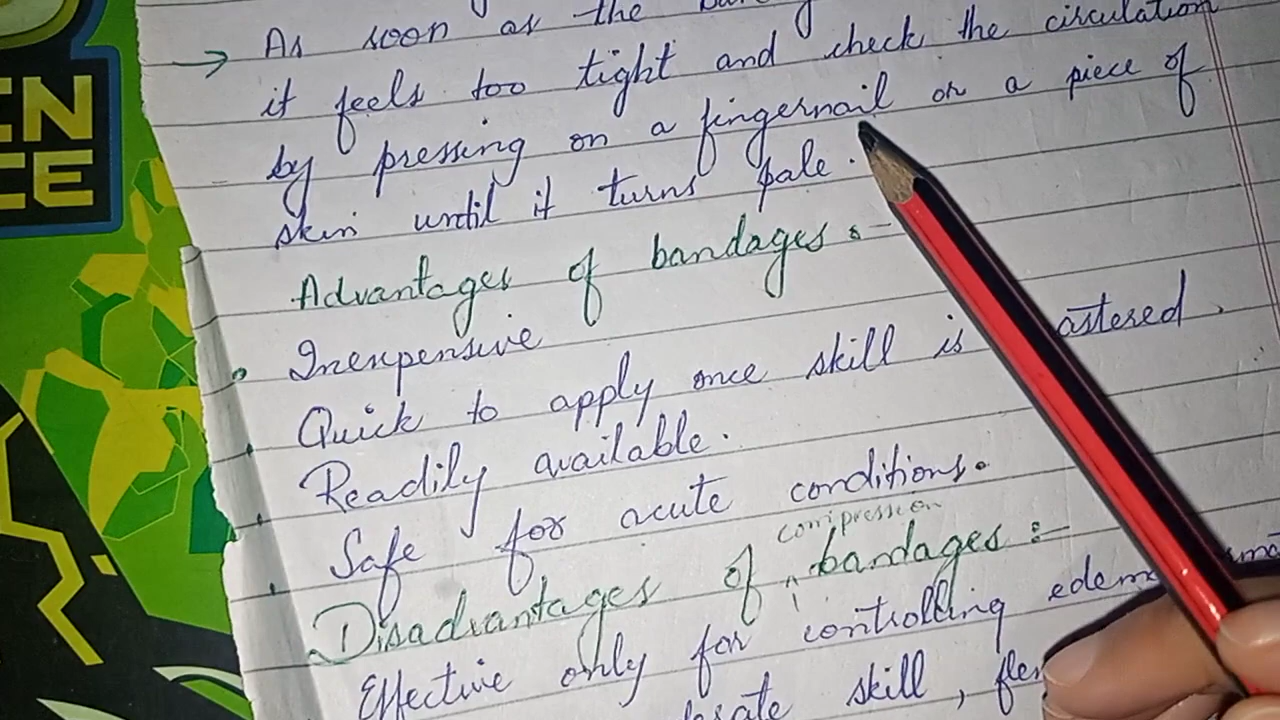 → As soon as the
it feels too tight and check the circulation
by pressing on a fingernail or a piece of
skin until it turns pale.
Advantages of bandages :-
Inexpensive
Quick to apply once skill is astered.
Readily available.
Safe for acute conditions.
compression
Disadvantages of ^ bandages :-
Effective only for controlling
skill,